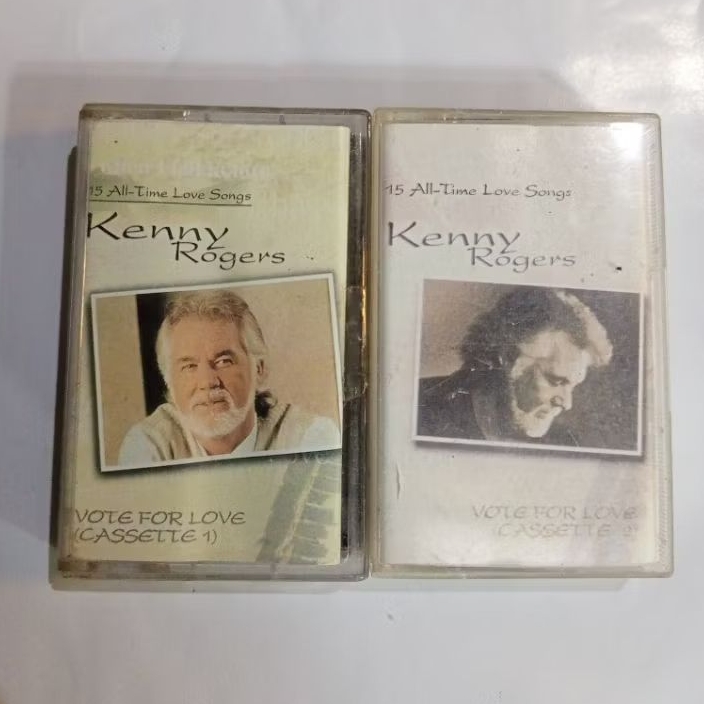 15 All-Time Love Songs
Kenny
Rogers
VOTE FOR LOVE
(CASSETTE 1)
15 All-Time Love Songs
Kenny
Rogers
VOTE FOR LOVE
(CASSETTE